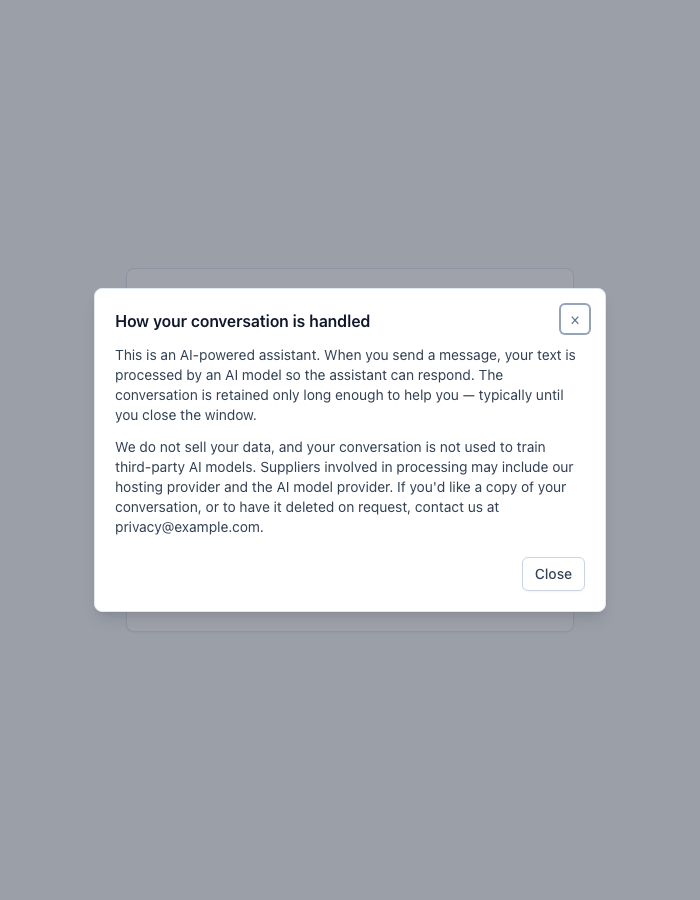 How your conversation is handled
×
This is an AI-powered assistant. When you send a message, your text is
processed by an AI model so the assistant can respond. The
conversation is retained only long enough to help you — typically until
you close the window.
We do not sell your data, and your conversation is not used to train
third-party AI models. Suppliers involved in processing may include our
hosting provider and the AI model provider. If you'd like a copy of your
conversation, or to have it deleted on request, contact us at
privacy@example.com.
Close